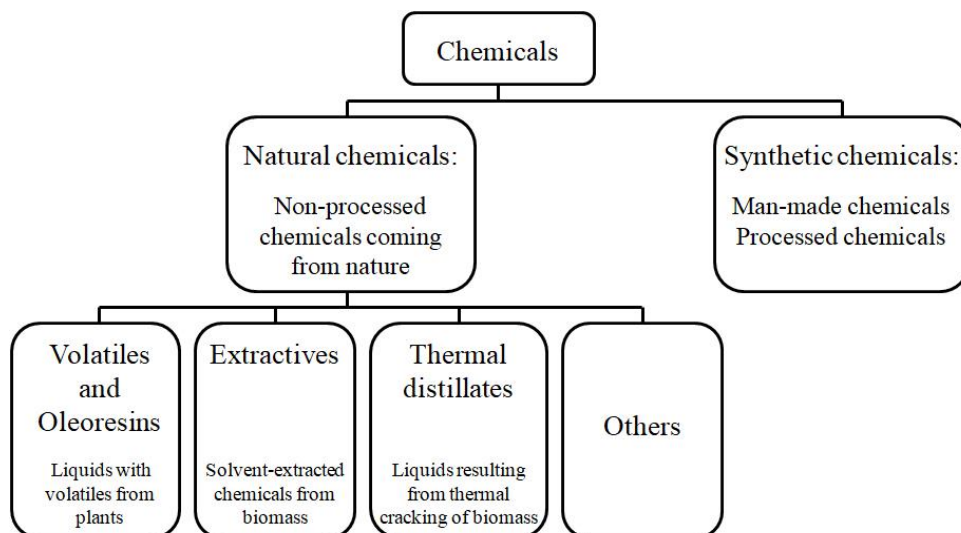 Chemicals
Natural chemicals:
Non-processed
chemicals coming
from nature
Synthetic chemicals:
Man-made chemicals
Processed chemicals
Volatiles
and
Oleoresins
Liquids with
volatiles from
plants
Extractives
Solvent-extracted
chemicals from
biomass
Thermal
distillates
Liquids resulting
from thermal
cracking of biomass
Others